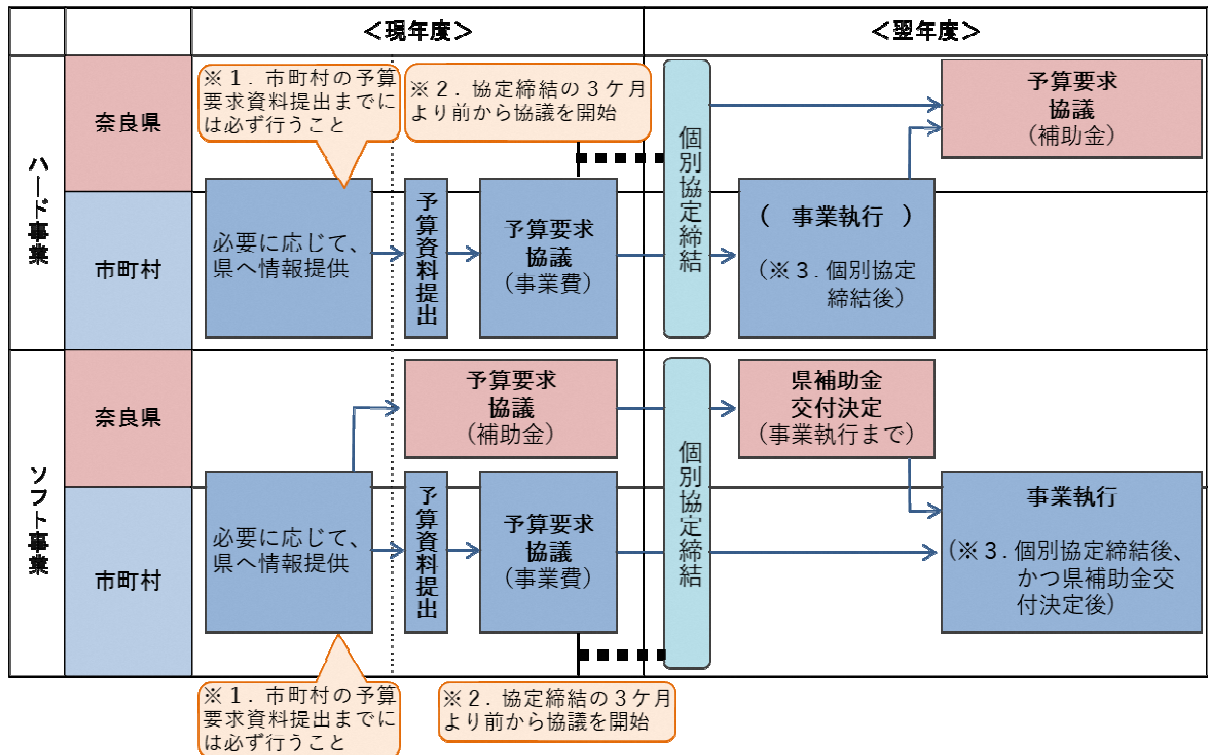 ＜現年度＞
＜翌年度＞
ハード事業
奈良県
※１．市町村の予算
要求資料提出までに
は必ず行うこと
※２．協定締結の３ケ月
より前から協議を開始
個別協定締結
予算要求
協議
（補助金）
市町村
必要に応じて、
県へ情報提供
予算資料提出
予算要求
協議
（事業費）
（　事業執行　）
（※３．個別協定
締結後）
ソフト事業
奈良県
予算要求
協議
（補助金）
個別協定締結
県補助金
交付決定
（事業執行まで）
市町村
必要に応じて、
県へ情報提供
予算資料提出
予算要求
協議
（事業費）
事業執行
（※３．個別協定締結後、
かつ県補助金交
付決定後）
※１．市町村の予算
要求資料提出までに
は必ず行うこと
※２．協定締結の３ケ月
より前から協議を開始